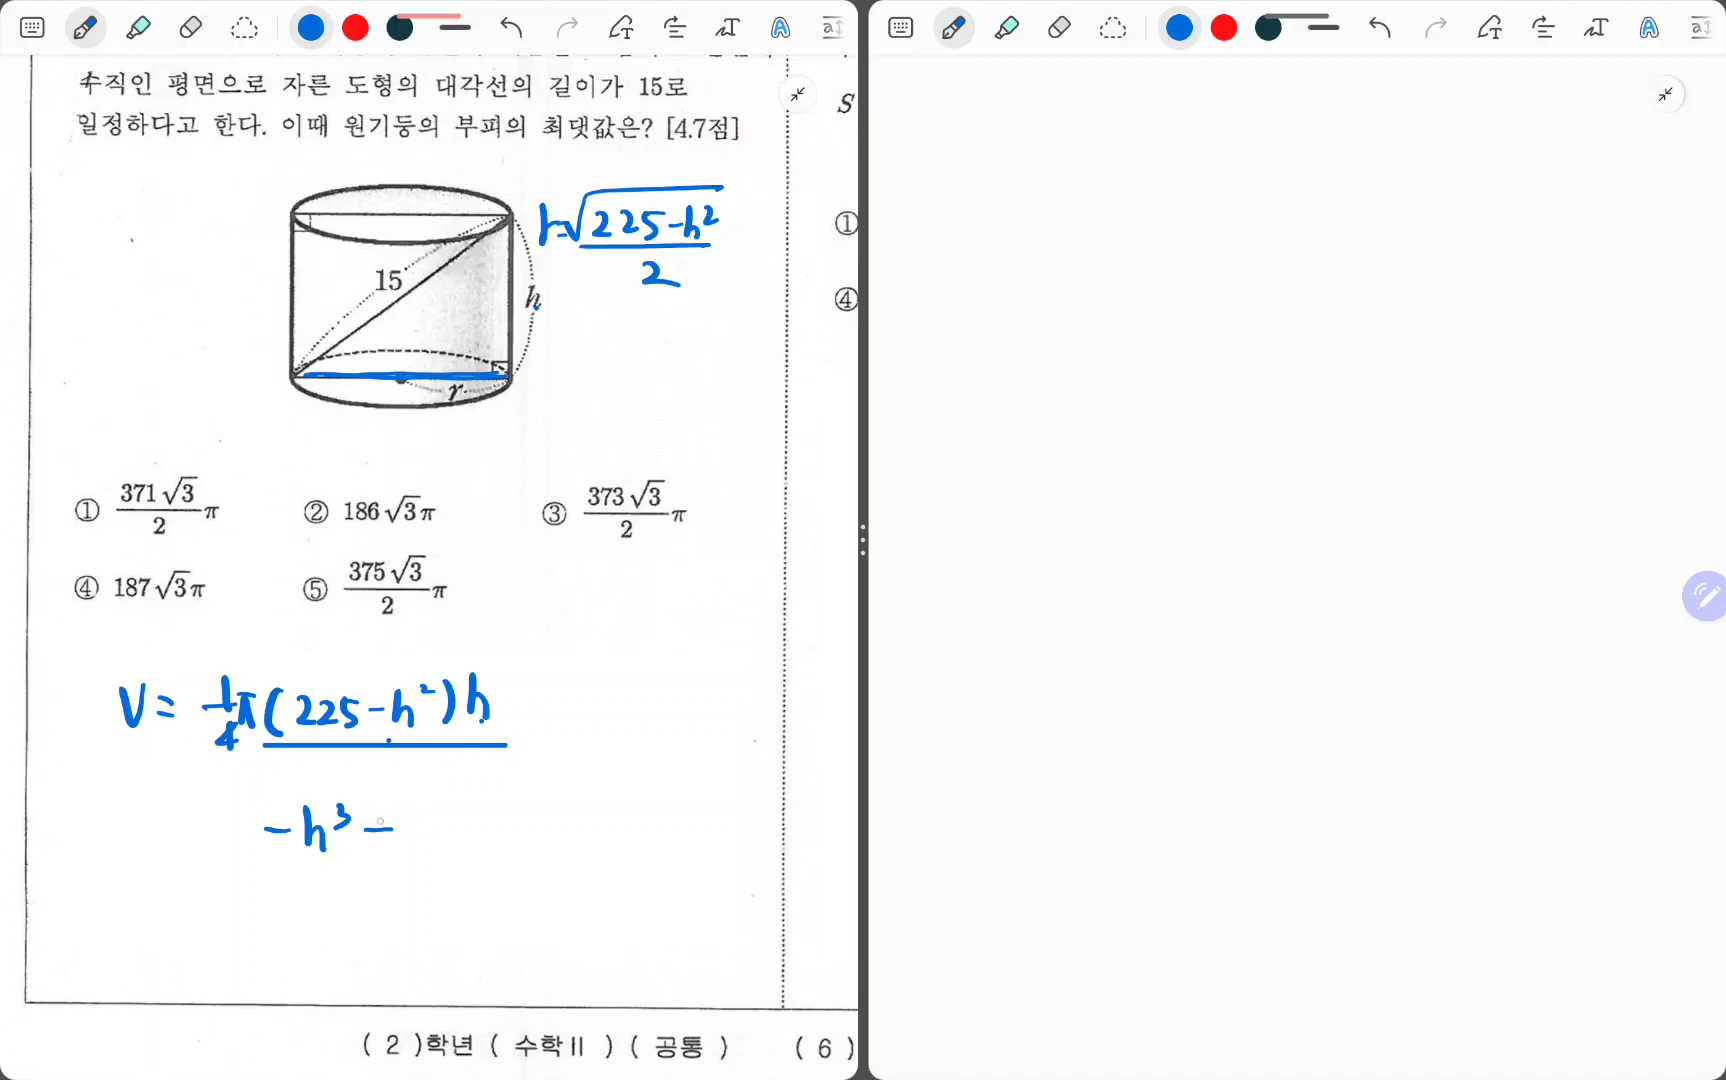 수직인 평면으로 자른 도형의 대각선의 길이가 15로
일정하다고 한다. 이때 원기둥의 부피의 최댓값은? [4.7점]
r=√(225-h²)/2
15
h
r
① 371√3/2 π ② 186√3π ③ 373√3/2 π
④ 187√3π ⑤ 375√3/2 π
V = 1/4 π(225-h²)h
-h³ -
(2)학년 (수학Ⅱ) (공통) (6)
S
①
④